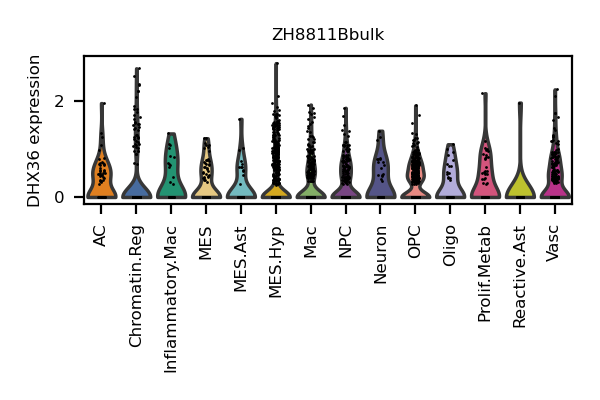 ZH8811Bbulk
DHX36 expression
2
0
AC
Chromatin.Reg
Inflammatory.Mac
MES
MES.Ast
MES.Hyp
Mac
NPC
Neuron
OPC
Oligo
Prolif.Metab
Reactive.Ast
Vasc